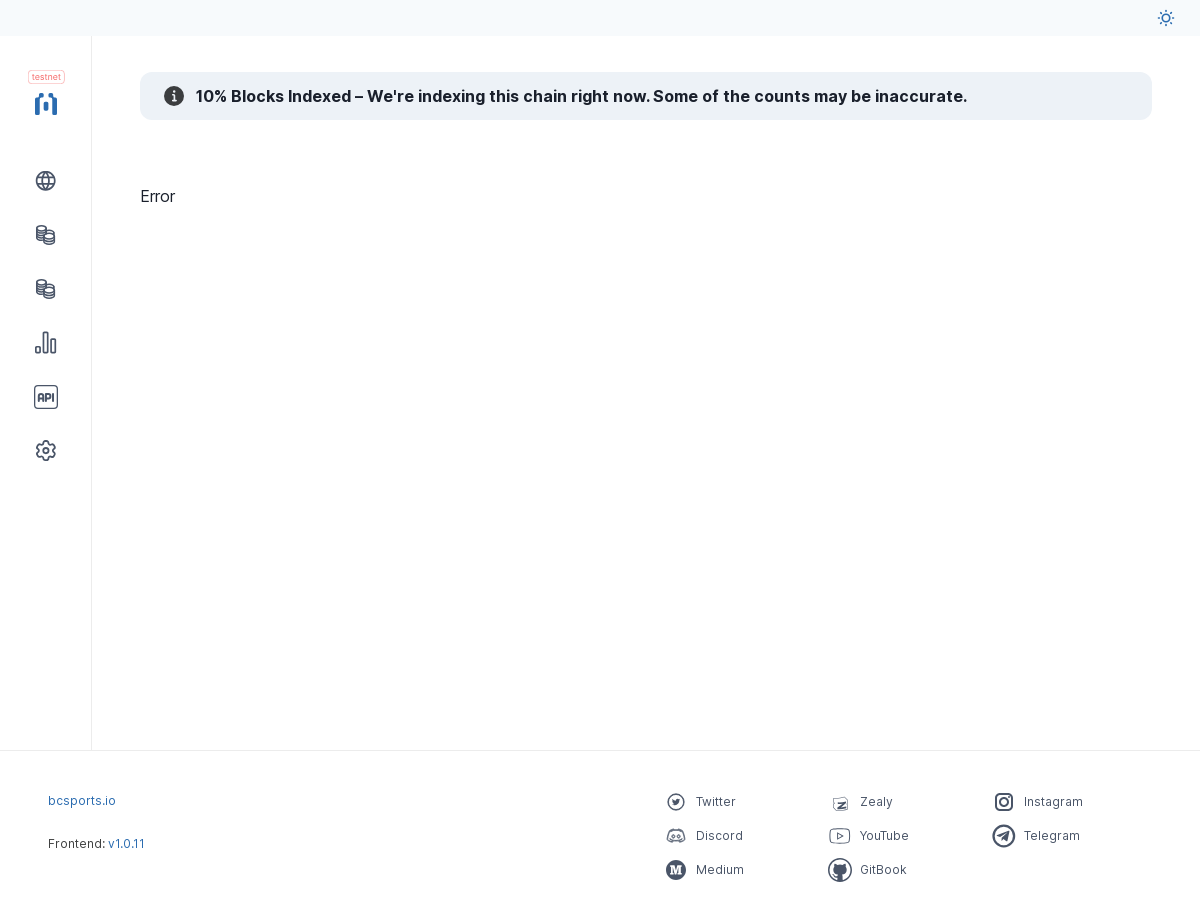 testnet
10% Blocks Indexed – We're indexing this chain right now. Some of the counts may be inaccurate.
Error
API
bcsports.io
Frontend: v1.0.11
Twitter
Zealy
Instagram
Discord
YouTube
Telegram
Medium
GitBook